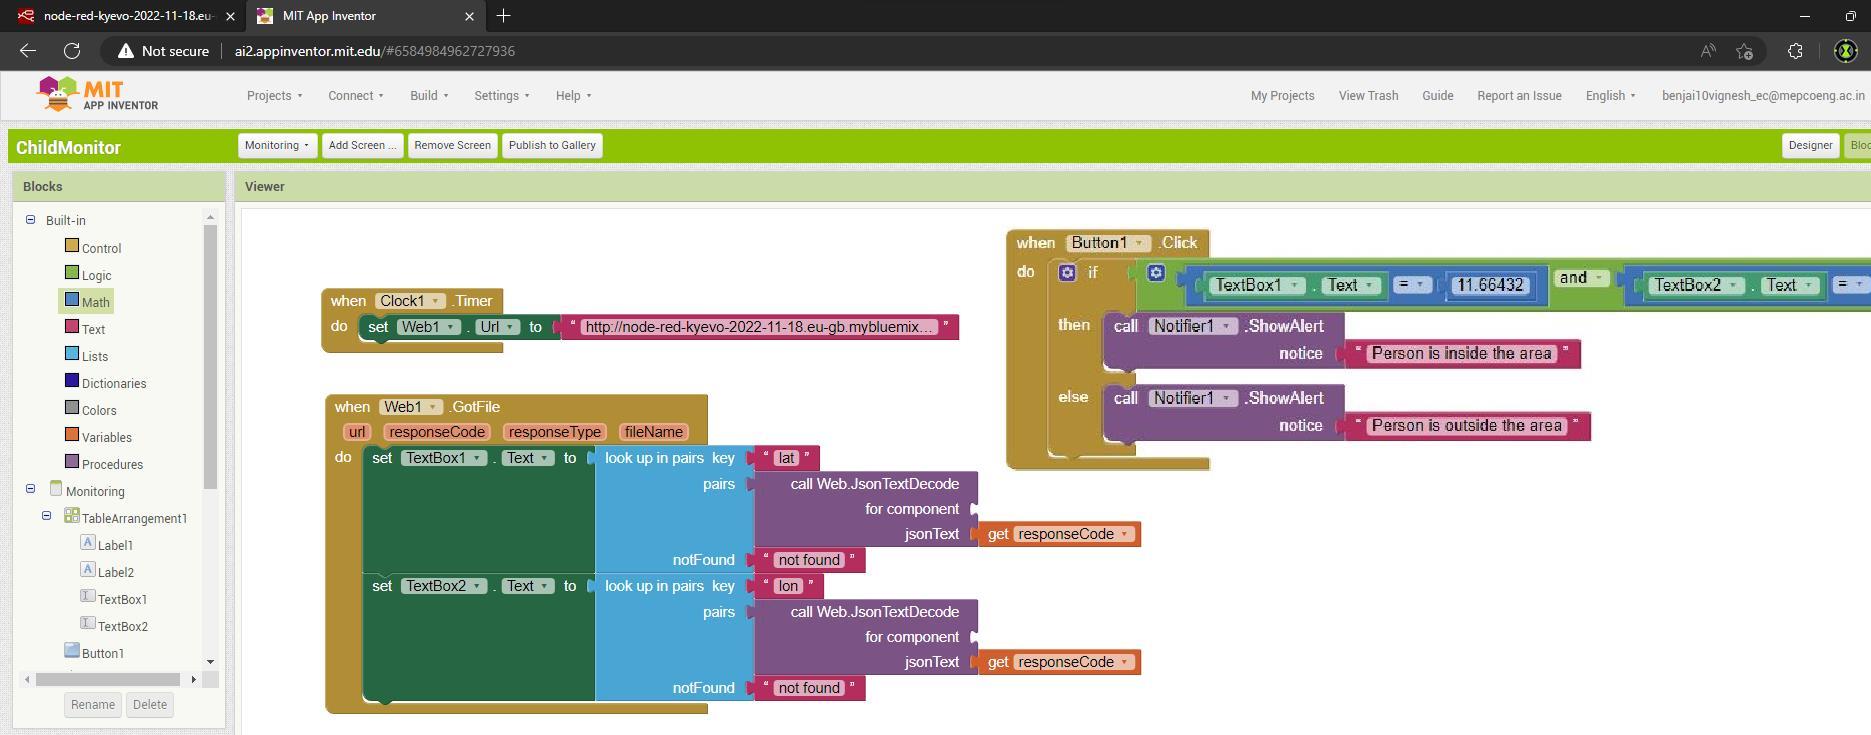 node-red-kyevo-2022-11-18.eu-
MIT App Inventor
Not secure
ai2.appinventor.mit.edu/#6584984962727936
MIT
APP INVENTOR
Projects
Connect
Build
Settings
Help
My Projects
View Trash
Guide
Report an Issue
English
benjai10vignesh_ec@mepcoeng.ac.in
ChildMonitor
Monitoring
Add Screen ...
Remove Screen
Publish to Gallery
Designer
Bloc
Blocks
Built-in
Control
Logic
Math
Text
Lists
Dictionaries
Colors
Variables
Procedures
Monitoring
TableArrangement1
Label1
Label2
TextBox1
TextBox2
Button1
Rename
Delete
Viewer
when Clock1 .Timer
do set Web1 . Url to " http://node-red-kyevo-2022-11-18.eu-gb.mybluemix... "
when Web1 .GotFile
url responseCode responseType fileName
do set TextBox1 . Text to look up in pairs key " lat "
pairs call Web.JsonTextDecode
for component
jsonText get responseCode
notFound " not found "
set TextBox2 . Text to look up in pairs key " lon "
pairs call Web.JsonTextDecode
for component
jsonText get responseCode
notFound " not found "
when Button1 .Click
do if TextBox1 . Text = 11.66432 and TextBox2 . Text =
then call Notifier1 .ShowAlert
notice " Person is inside the area "
else call Notifier1 .ShowAlert
notice " Person is outside the area "